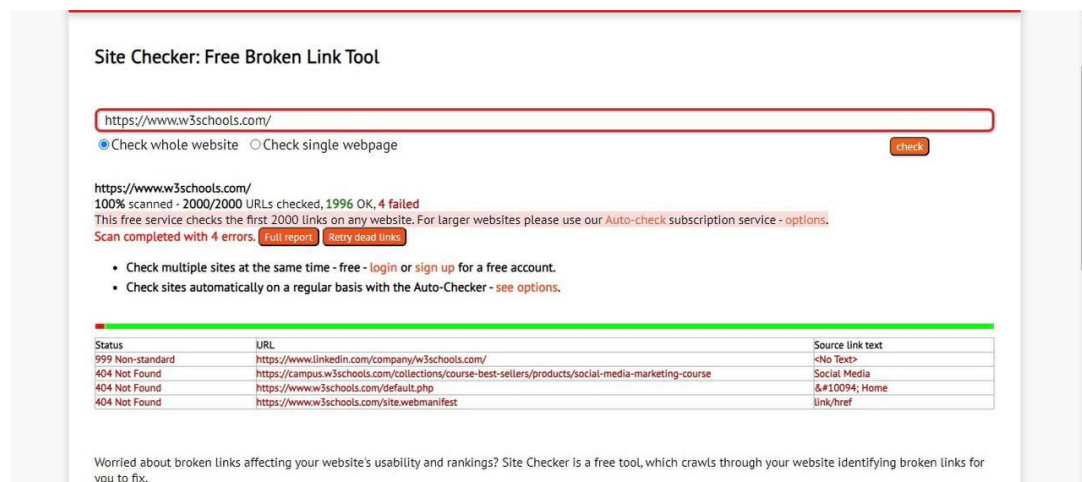 Site Checker: Free Broken Link Tool
https://www.w3schools.com/
Check whole website Check single webpage
check
https://www.w3schools.com/
100% scanned - 2000/2000 URLs checked, 1996 OK, 4 failed
This free service checks the first 2000 links on any website. For larger websites please use our Auto-check subscription service - options.
Scan completed with 4 errors. Full report Retry dead links
• Check multiple sites at the same time - free - login or sign up for a free account.
• Check sites automatically on a regular basis with the Auto-Checker - see options.
Status URL Source link text
999 Non-standard https://www.linkedin.com/company/w3schools.com/ <No Text>
404 Not Found https://campus.w3schools.com/collections/course-best-sellers/products/social-media-marketing-course Social Media
404 Not Found https://www.w3schools.com/default.php &#10094; Home
404 Not Found https://www.w3schools.com/site.webmanifest link/href
Worried about broken links affecting your website's usability and rankings? Site Checker is a free tool, which crawls through your website identifying broken links for
you to fix.